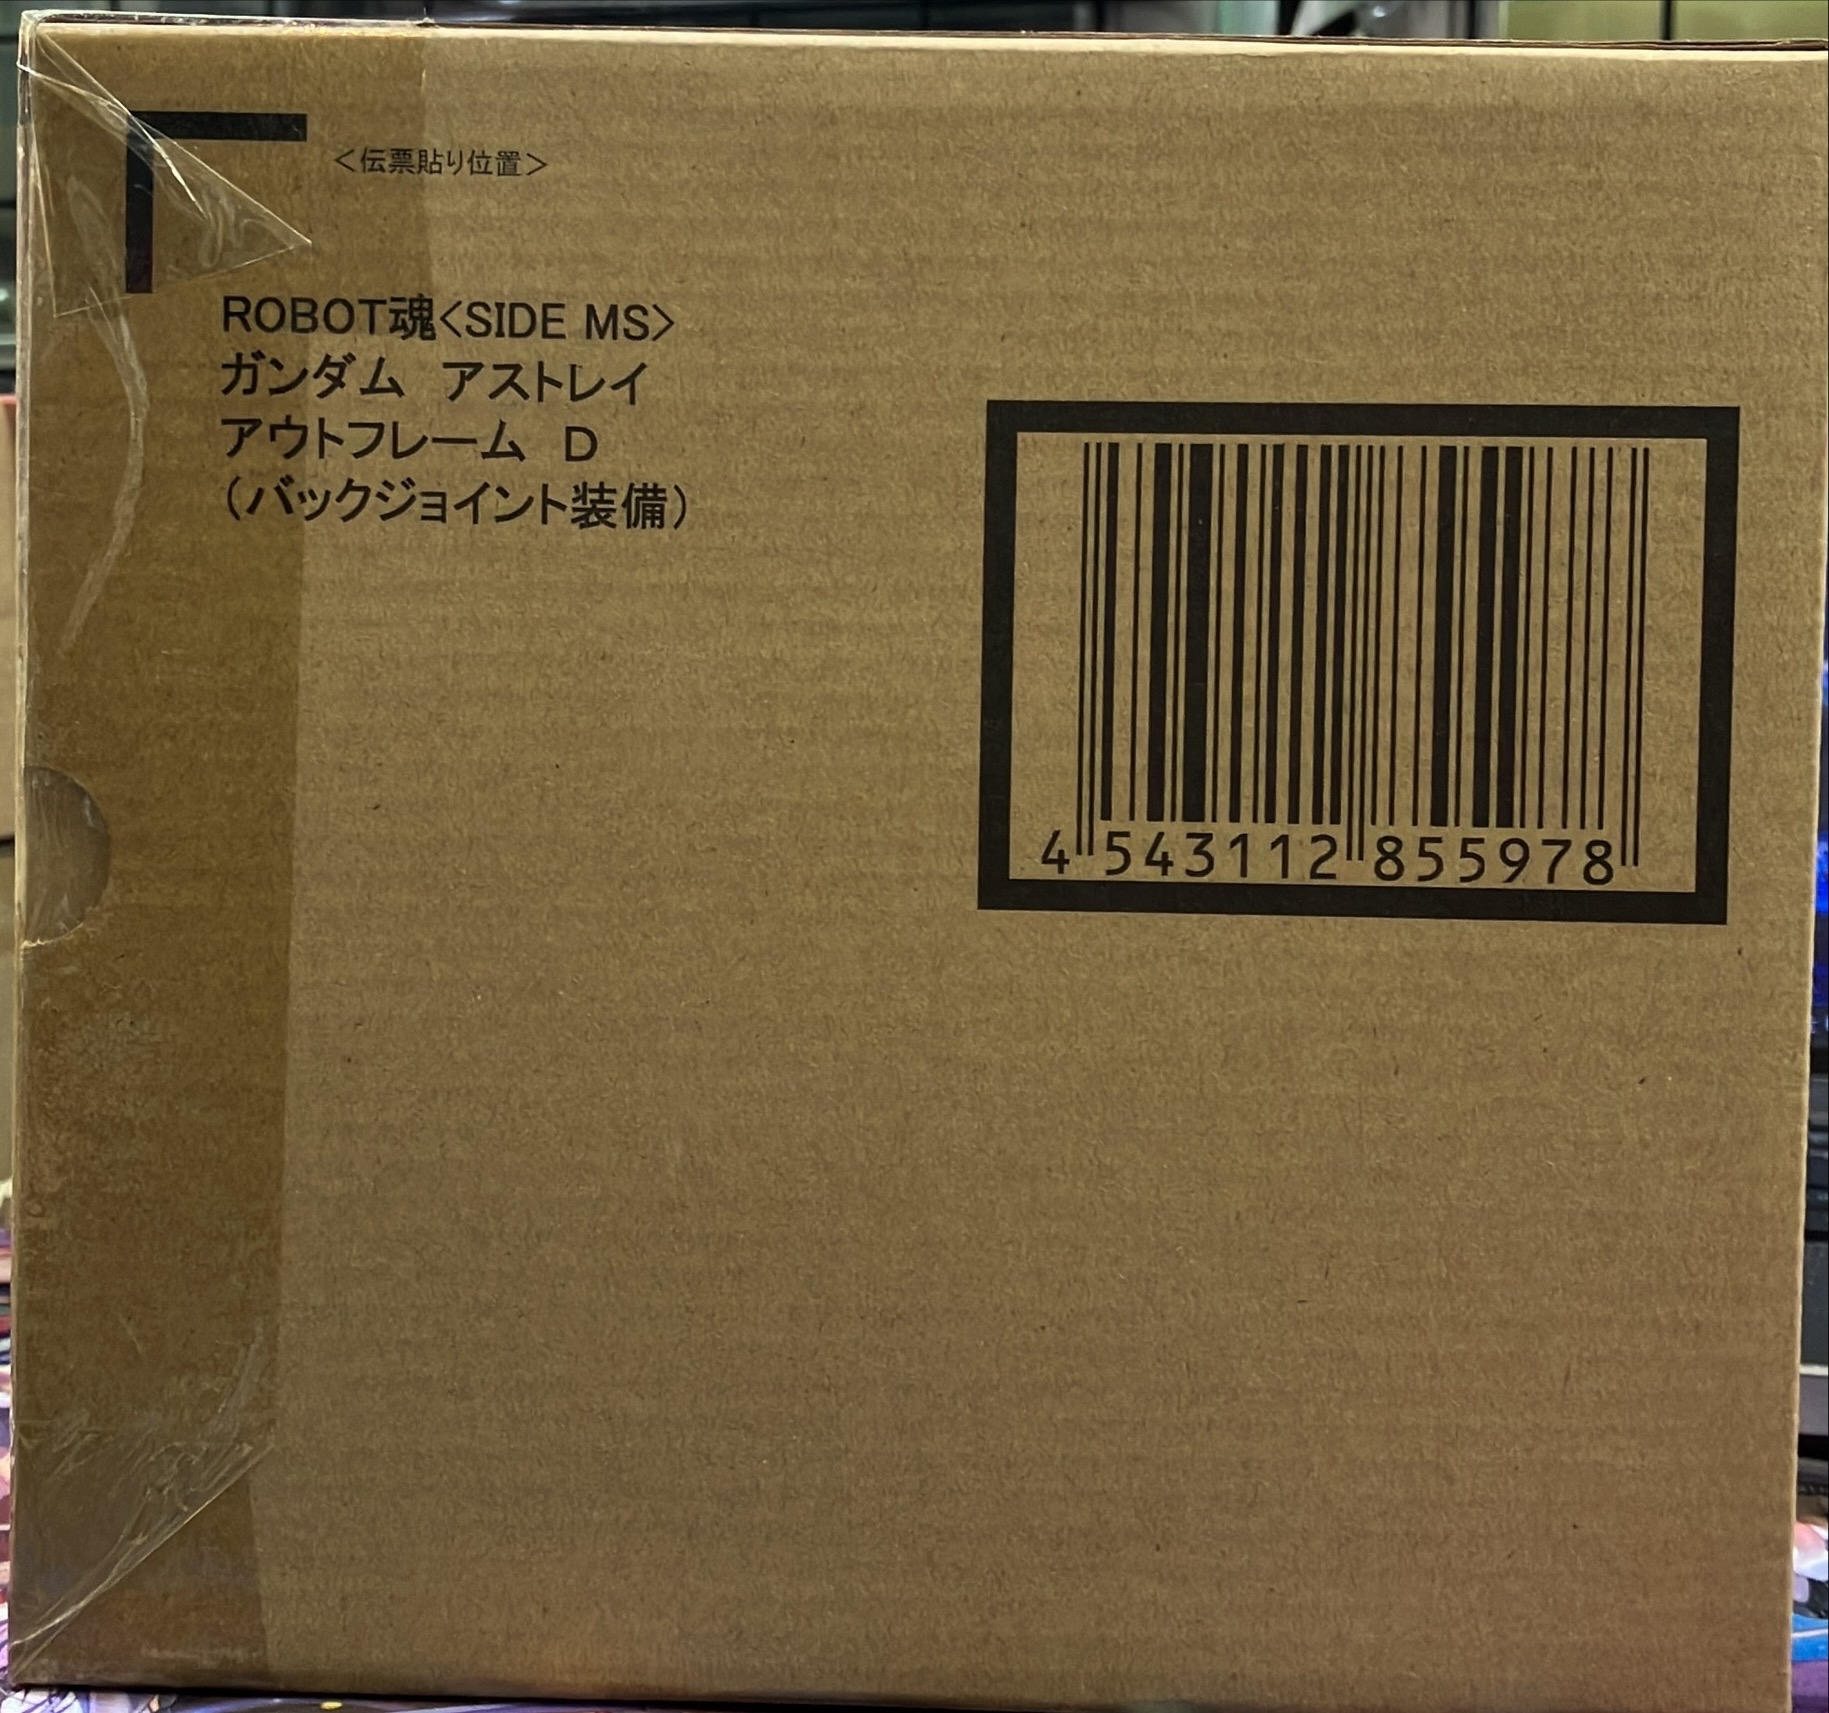 ＜伝票貼り位置＞
ROBOT魂＜SIDE MS＞
ガンダム　アストレイ
アウトフレーム　D
（バックジョイント装備）
4 543112 855978